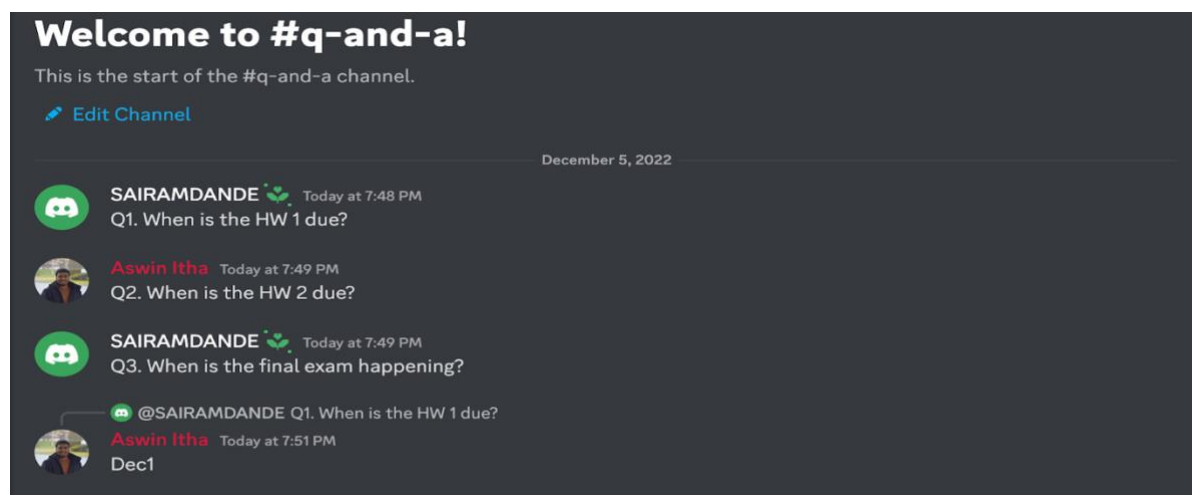 Welcome to #q-and-a!
This is the start of the #q-and-a channel.
Edit Channel
December 5, 2022
SAIRAMDANDE Today at 7:48 PM
Q1. When is the HW 1 due?
Aswin Itha Today at 7:49 PM
Q2. When is the HW 2 due?
SAIRAMDANDE Today at 7:49 PM
Q3. When is the final exam happening?
@SAIRAMDANDE Q1. When is the HW 1 due?
Aswin Itha Today at 7:51 PM
Dec1